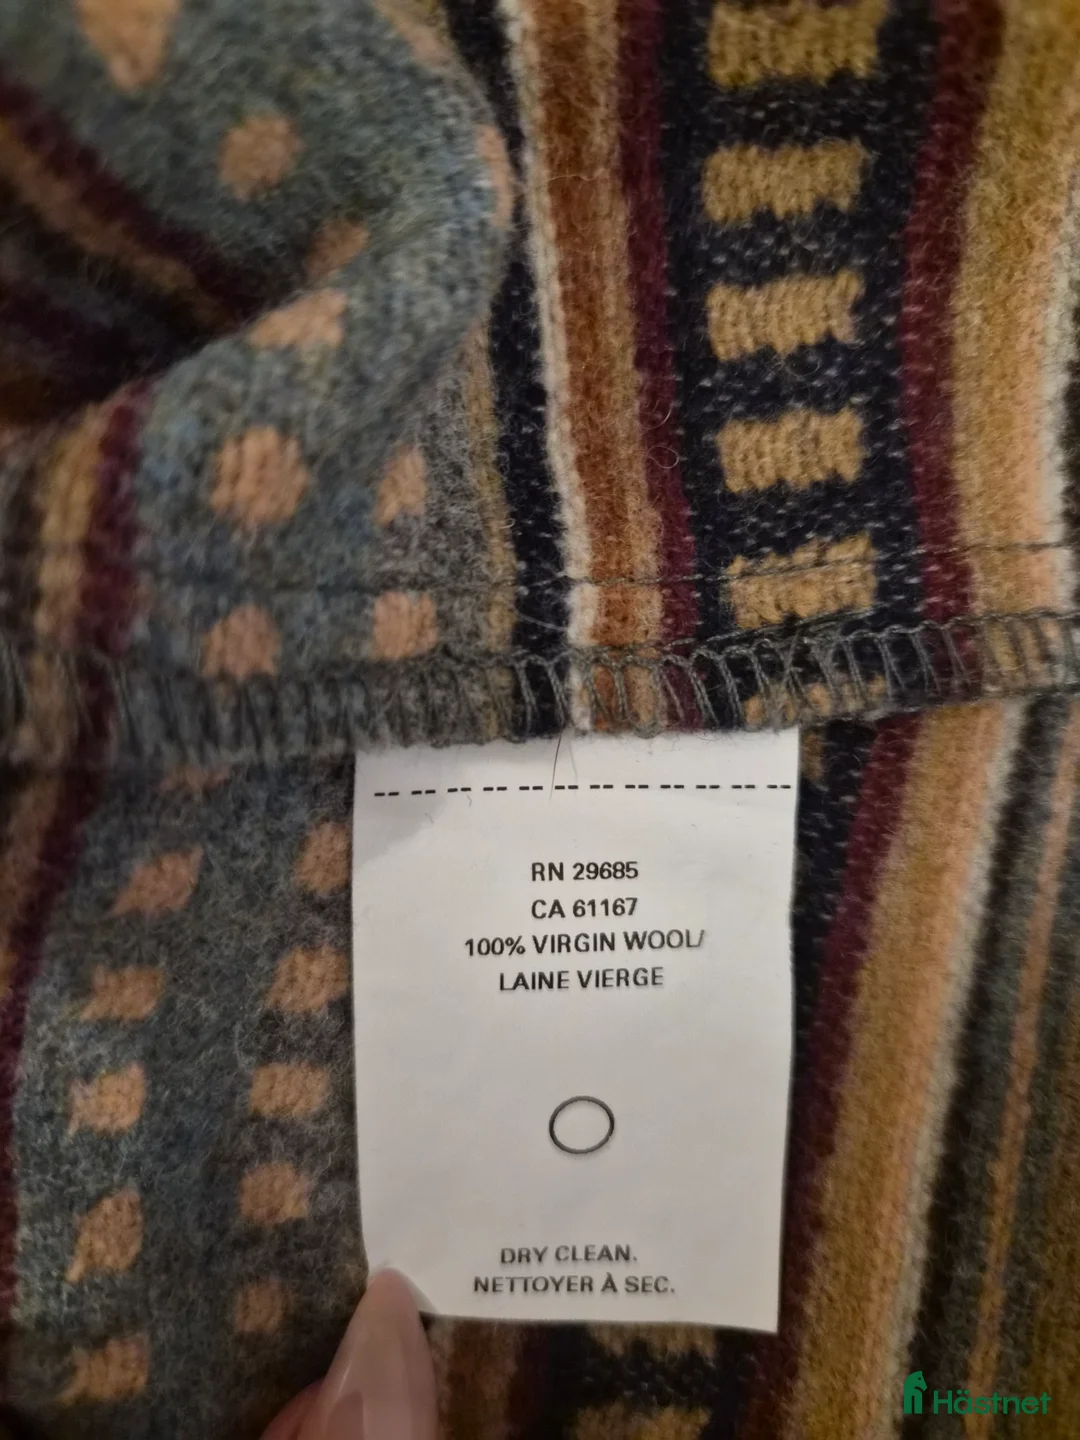 RN 29685
CA 61167
100% VIRGIN WOOL/
LAINE VIERGE
DRY CLEAN.
NETTOYER À SEC.
Hästnet